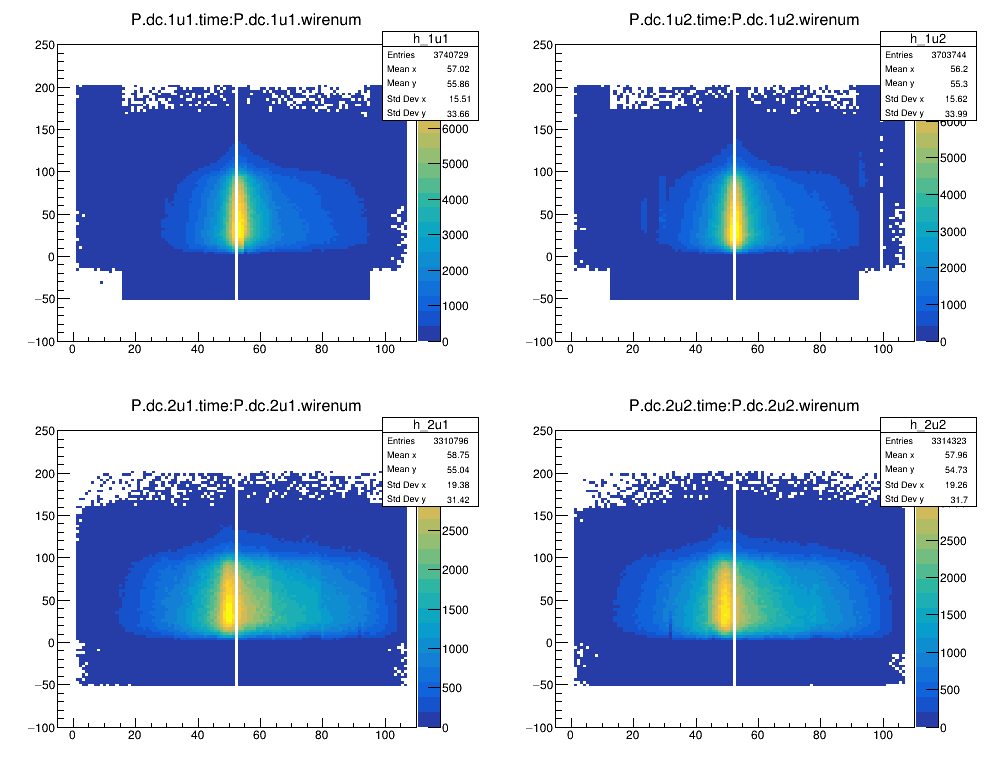 P.dc.1u1.time:P.dc.1u1.wirenum
h_1u1
Entries 3740729
Mean x 57.02
Mean y 55.86
Std Dev x 15.51
Std Dev y 33.66
250
200
150
100
50
0
−50
−100
0 20 40 60 80 100
6000
5000
4000
3000
2000
1000
0
P.dc.1u2.time:P.dc.1u2.wirenum
h_1u2
Entries 3703744
Mean x 56.2
Mean y 55.3
Std Dev x 15.62
Std Dev y 33.99
250
200
150
100
50
0
−50
−100
0 20 40 60 80 100
6000
5000
4000
3000
2000
1000
0
P.dc.2u1.time:P.dc.2u1.wirenum
h_2u1
Entries 3310796
Mean x 58.75
Mean y 55.04
Std Dev x 19.38
Std Dev y 31.42
250
200
150
100
50
0
−50
−100
0 20 40 60 80 100
2500
2000
1500
1000
500
0
P.dc.2u2.time:P.dc.2u2.wirenum
h_2u2
Entries 3314323
Mean x 57.96
Mean y 54.73
Std Dev x 19.26
Std Dev y 31.7
250
200
150
100
50
0
−50
−100
0 20 40 60 80 100
2500
2000
1500
1000
500
0